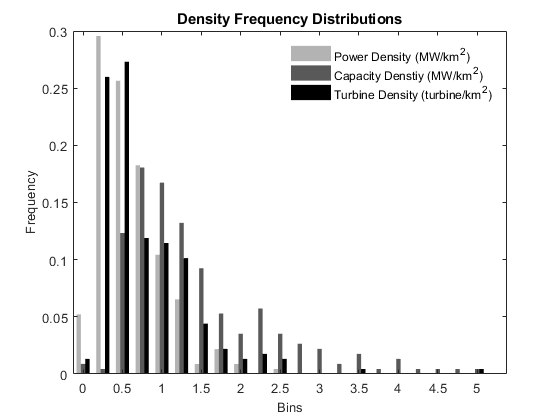 Density Frequency Distributions
0.3
0.25
0.2
0.15
0.1
0.05
0
Frequency
Power Density (MW/km²)
Capacity Denstiy (MW/km²)
Turbine Density (turbine/km²)
0 0.5 1 1.5 2 2.5 3 3.5 4 4.5 5
Bins